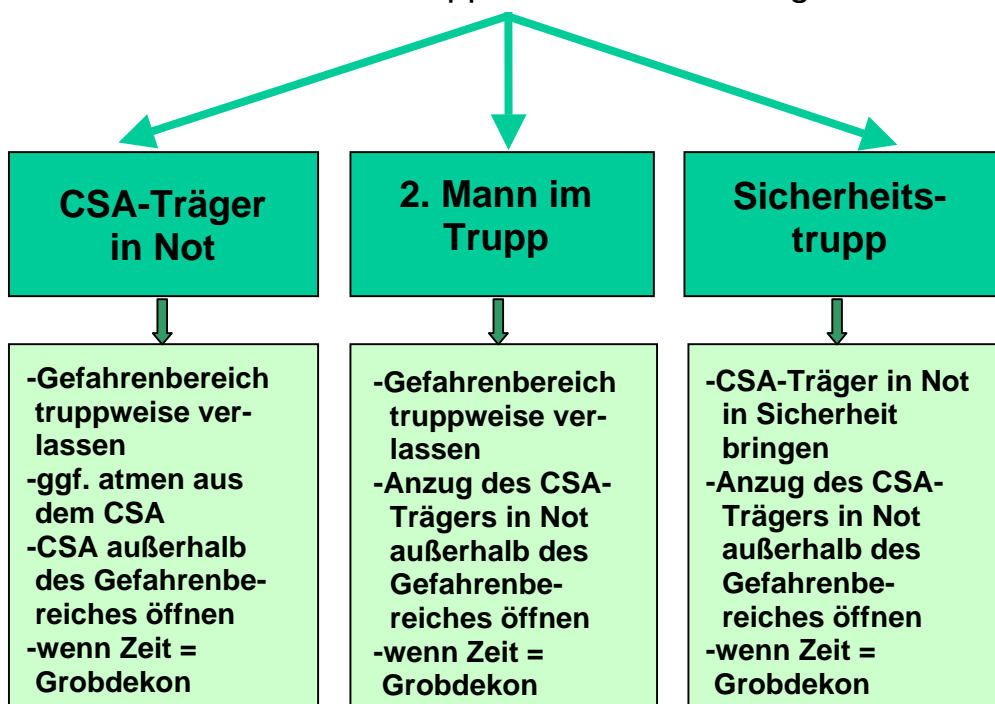 CSA-Träger
in Not
2. Mann im
Trupp
Sicherheits-
trupp
-Gefahrenbereich
truppweise ver-
lassen
-ggf. atmen aus
dem CSA
-CSA außerhalb
des Gefahrenbe-
reiches öffnen
-wenn Zeit =
Grobdekon
-Gefahrenbereich
truppweise ver-
lassen
-Anzug des CSA-
Trägers in Not
außerhalb des
Gefahrenbe-
reiches öffnen
-wenn Zeit =
Grobdekon
-CSA-Träger in Not
in Sicherheit
bringen
-Anzug des CSA-
Trägers in Not
außerhalb des
Gefahrenbe-
reiches öffnen
-wenn Zeit =
Grobdekon